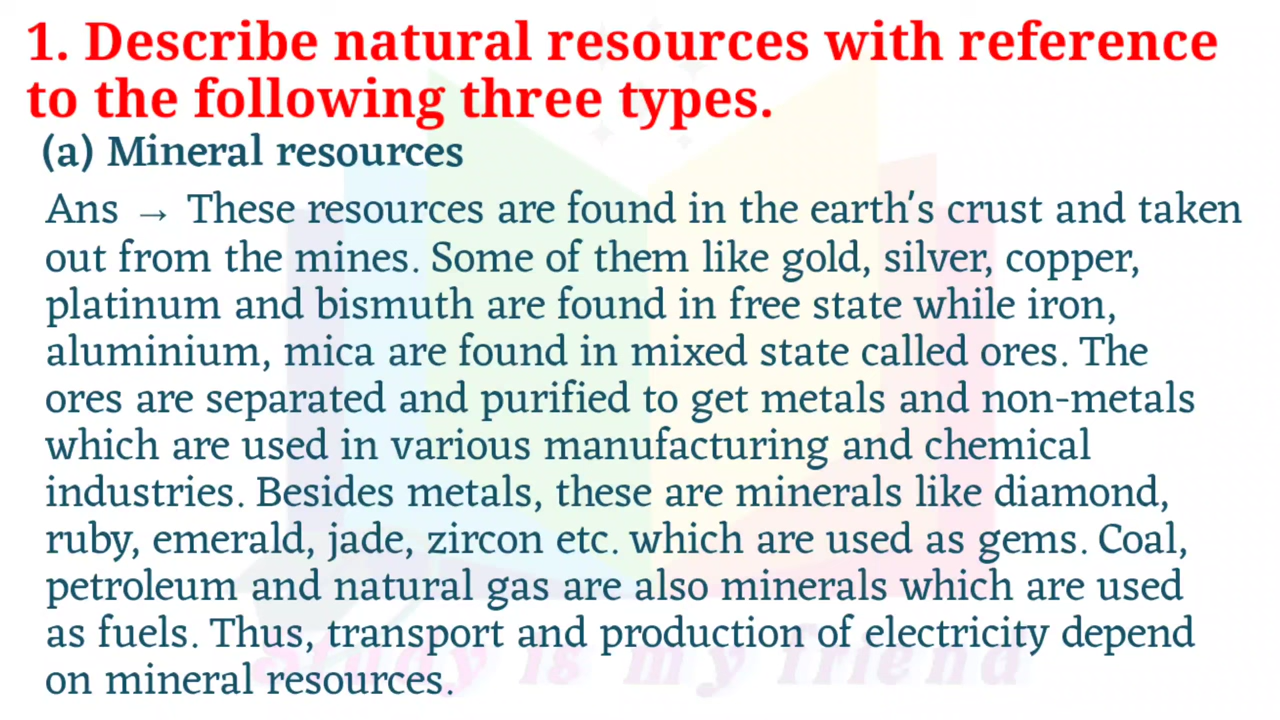 1. Describe natural resources with reference
to the following three types.
(a) Mineral resources
Ans → These resources are found in the earth's crust and taken
out from the mines. Some of them like gold, silver, copper,
platinum and bismuth are found in free state while iron,
aluminium, mica are found in mixed state called ores. The
ores are separated and purified to get metals and non-metals
which are used in various manufacturing and chemical
industries. Besides metals, these are minerals like diamond,
ruby, emerald, jade, zircon etc. which are used as gems. Coal,
petroleum and natural gas are also minerals which are used
as fuels. Thus, transport and production of electricity depend
on mineral resources.
Study is my friend